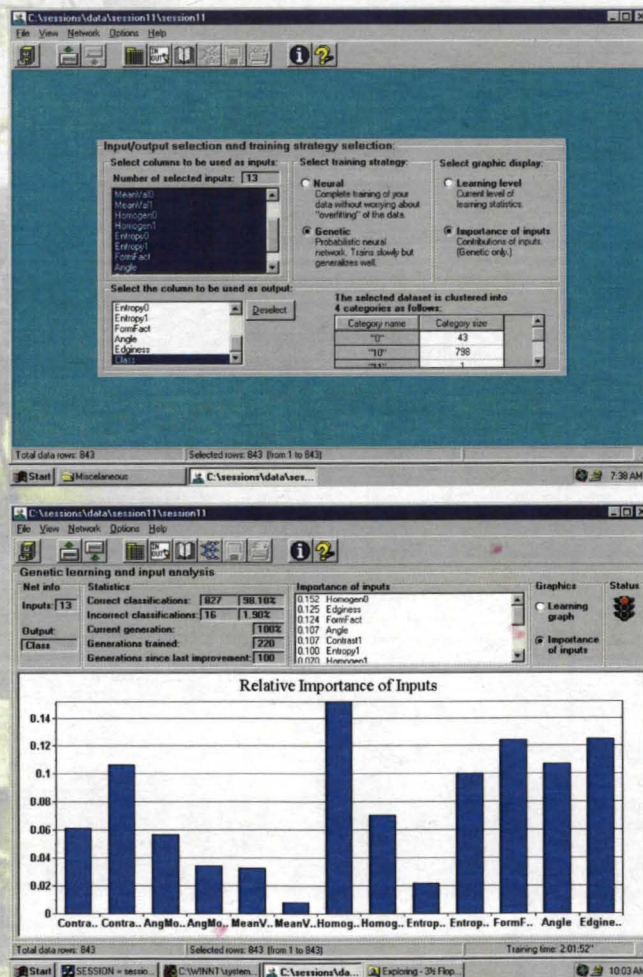 C:\sessions\data\session11\session11
File View Network Options Help
Input/output selection and training strategy selection:
Select columns to be used as inputs:
Number of selected inputs: 13
MeanVal0
MeanVal1
Homogen0
Homogen1
Entropy0
Entropy1
FormFact
Angle
Select training strategy:
Neural
Complete training of your
data without worrying about
"overfitting" of the data.
Genetic
Probabilistic neural
network. Trains slowly but
generalizes well.
Select graphic display:
Learning level
Current level of
learning statistics.
Importance of inputs
Contributions of inputs.
(Genetic only.)
Select the column to be used as output:
Entropy0
Entropy1
FormFact
Angle
Edginess
Class
Deselect
The selected dataset is clustered into
4 categories as follows:
Category name Category size
"0" 43
"10" 798
"11" 1
Total data rows: 843 Selected rows: 843 (from 1 to 843)
Start Miscelaneous C:\sessions\data\ses... 7:38 AM
C:\sessions\data\session11\session11
File View Network Options Help
Genetic learning and input analysis
Net info
Inputs: 13
Output:
Class
Statistics
Correct classifications: 827 98.10%
Incorrect classifications: 16 1.90%
Current generation: 100%
Generations trained: 220
Generations since last improvement: 100
Importance of inputs
0.152 Homogen0
0.125 Edginess
0.124 FormFact
0.107 Angle
0.107 Contrast1
0.100 Entropy1
0.070 Homogen1
Graphics
Learning
graph
Importance
of inputs
Status
Relative Importance of Inputs
0.14
0.12
0.1
0.08
0.06
0.04
0.02
0
Contra.. Contra.. AngMo.. AngMo.. MeanV.. MeanV.. Homog.. Homog.. Entrop.. Entrop.. FormF.. Angle Edgine..
Total data rows: 843 Selected rows: 843 (from 1 to 843) Training time: 2:01:52"
Start SESSION = sessio... C:\WINNT\system... C:\sessions\da... Exploring - 3½ Flop...